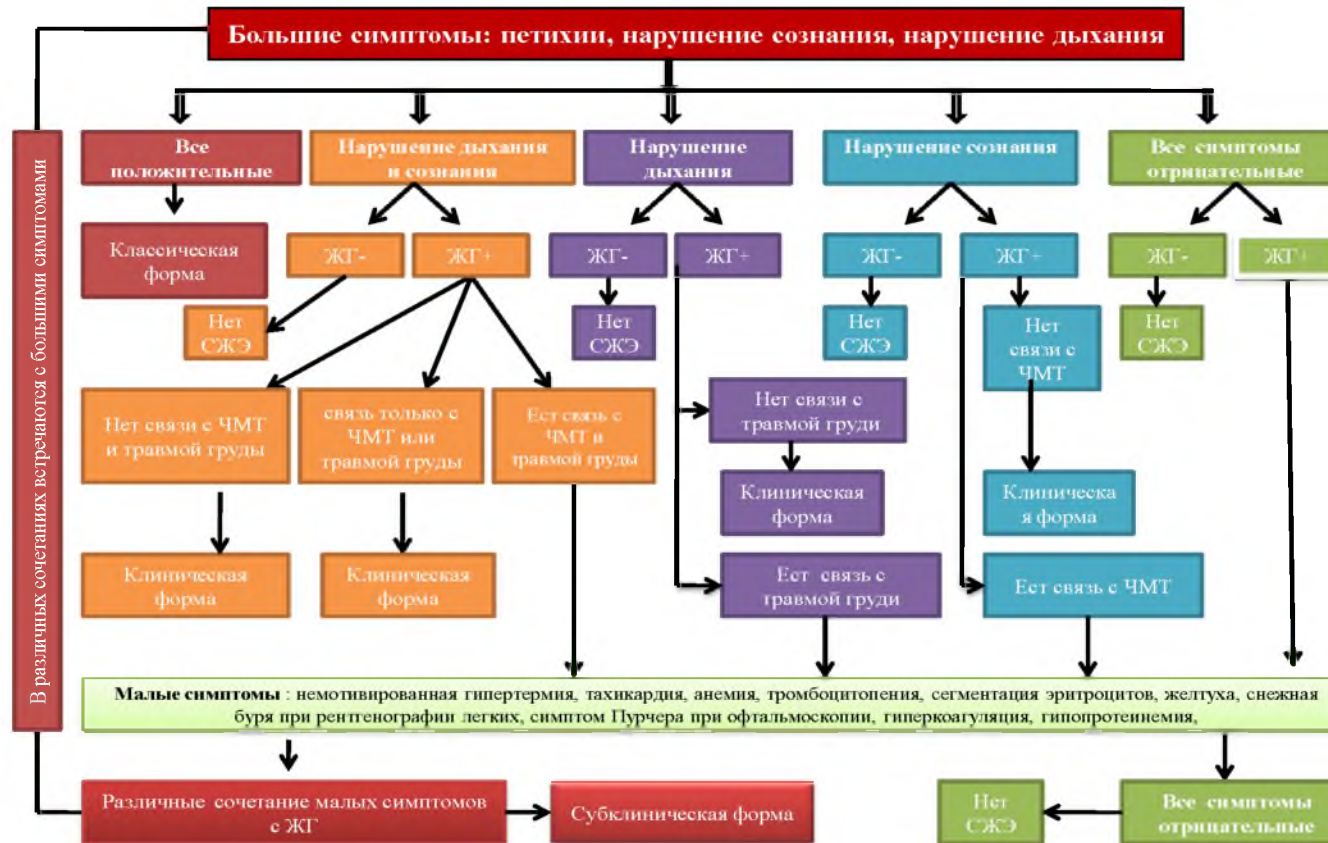 Большие симптомы: петихии, нарушение сознания, нарушение дыхания
В различных сочетаниях встречаются с большими симптомами
Все
положительные
Нарушение дыхания
и сознания
Нарушение
дыхания
Нарушение сознания
Все симптомы
отрицательные
Классическая
форма
ЖГ-
ЖГ+
ЖГ-
ЖГ+
ЖГ-
ЖГ+
ЖГ-
ЖГ+
Нет
СЖЭ
Нет
СЖЭ
Нет
СЖЭ
Нет
связи с
ЧМТ
Нет
СЖЭ
Нет связи с ЧМТ
и травмой груды
связь только с
ЧМТ или
травмой груды
Ест связь с
ЧМТ и
травмой груды
Нет связи с
травмой груди
Клиническая
форма
Клиническа
я форма
Клиническая
форма
Клиническая
форма
Ест связь с
травмой груди
Ест связь с ЧМТ
Малые симптомы : немотивированная гипертермия, тахикардия, анемия, тромбоцитопения, сегментация эритроцитов, желтуха, снежная
буря при рентгенографии легких, симптом Пурчера при офтальмоскопии, гиперкоагуляция, гипопротеинемия,
Различные сочетание малых симптомов
с ЖГ
Субклиническая форма
Нет
СЖЭ
Все симптомы
отрицательные